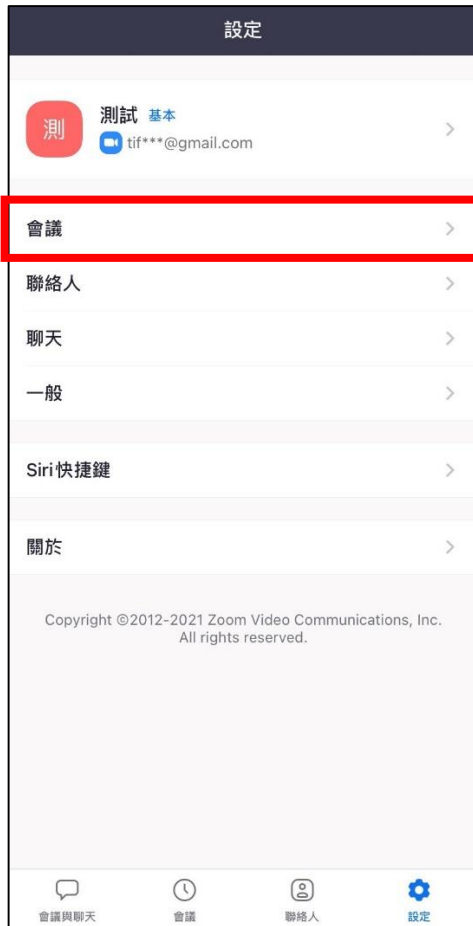 設定
測
測試 基本
tif***@gmail.com
會議
聯絡人
聊天
一般
Siri快捷鍵
關於
Copyright ©2012-2021 Zoom Video Communications, Inc.
All rights reserved.
會議與聊天
會議
聯絡人
設定